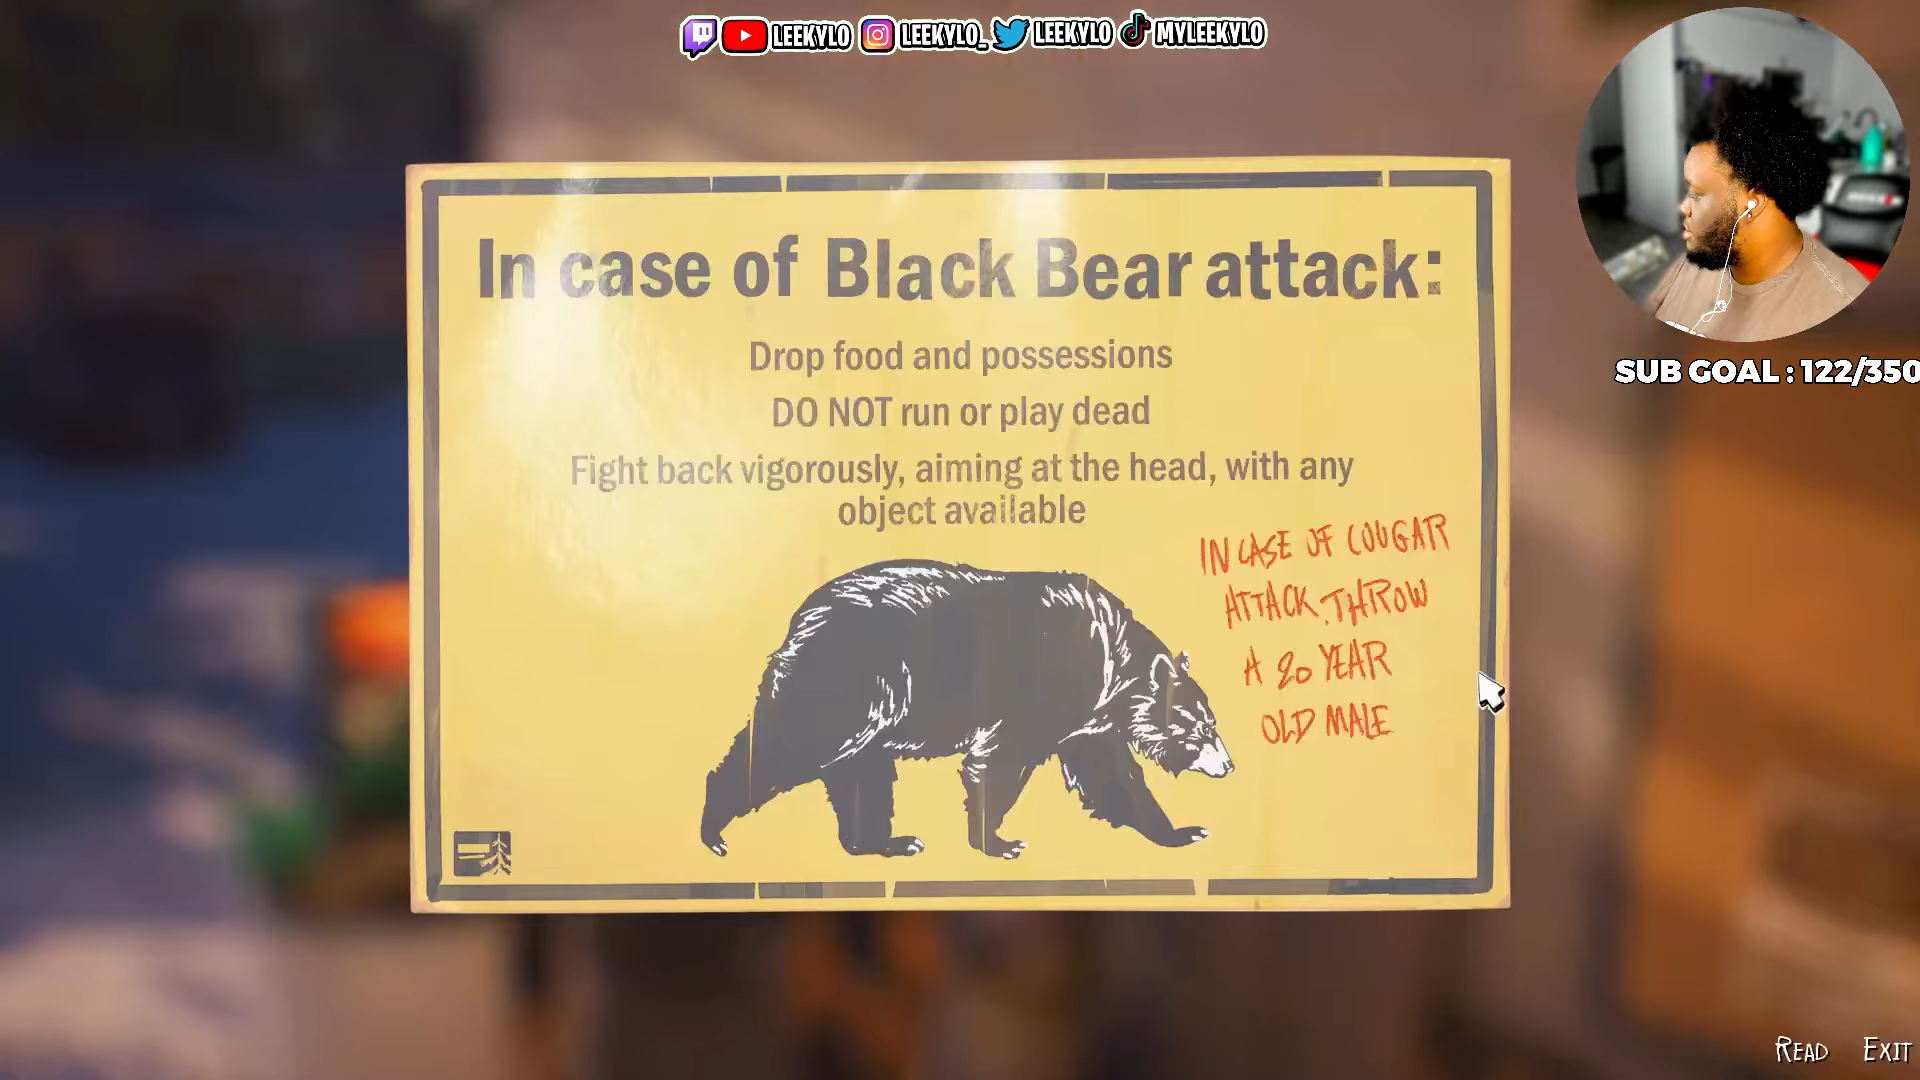 LEEKYLO LEEKYLO_ LEEKYLO MYLEEKYLO
In case of Black Bear attack:
Drop food and possessions
DO NOT run or play dead
Fight back vigorously, aiming at the head, with any
object available
IN CASE OF COUGAR
ATTACK, THROW
A 20 YEAR
OLD MALE
SUB GOAL : 122/350
READ EXIT